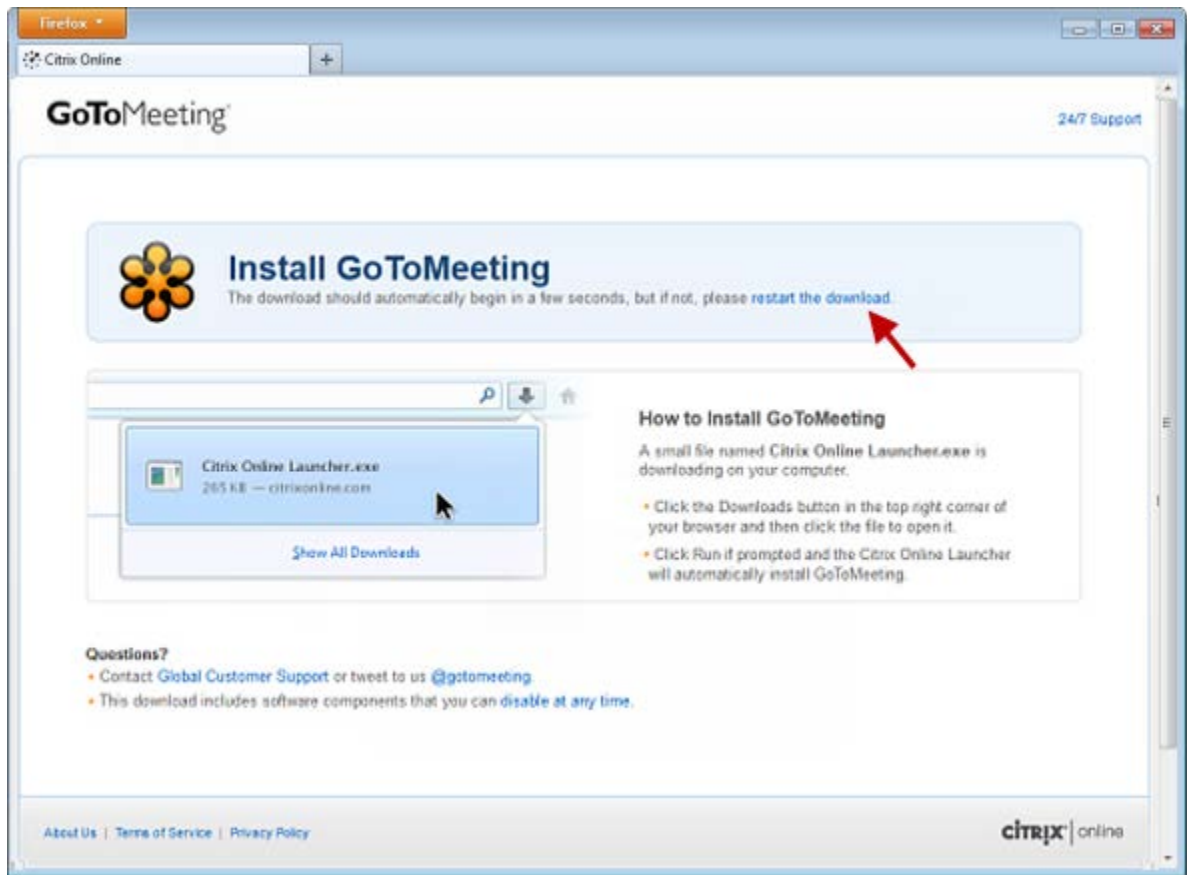 Firefox
Citrix Online
GoToMeeting
24/7 Support
Install GoToMeeting
The download should automatically begin in a few seconds, but if not, please restart the download.
Citrix Online Launcher.exe
265 KB — citrixonline.com
Show All Downloads
How to Install GoToMeeting
A small file named Citrix Online Launcher.exe is
downloading on your computer.
• Click the Downloads button in the top right corner of
your browser and then click the file to open it.
• Click Run if prompted and the Citrix Online Launcher
will automatically install GoToMeeting.
Questions?
• Contact Global Customer Support or tweet to us @gotomeeting.
• This download includes software components that you can disable at any time.
About Us | Terms of Service | Privacy Policy
CITRIX | online